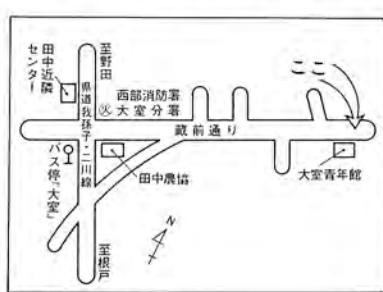 田中近隣
センター
至野田
県道我孫子・二川線
西部消防署
㊋大室分署
蔵前通り
ここ
バス停『大室』
田中農協
大室青年館
至根戸
N